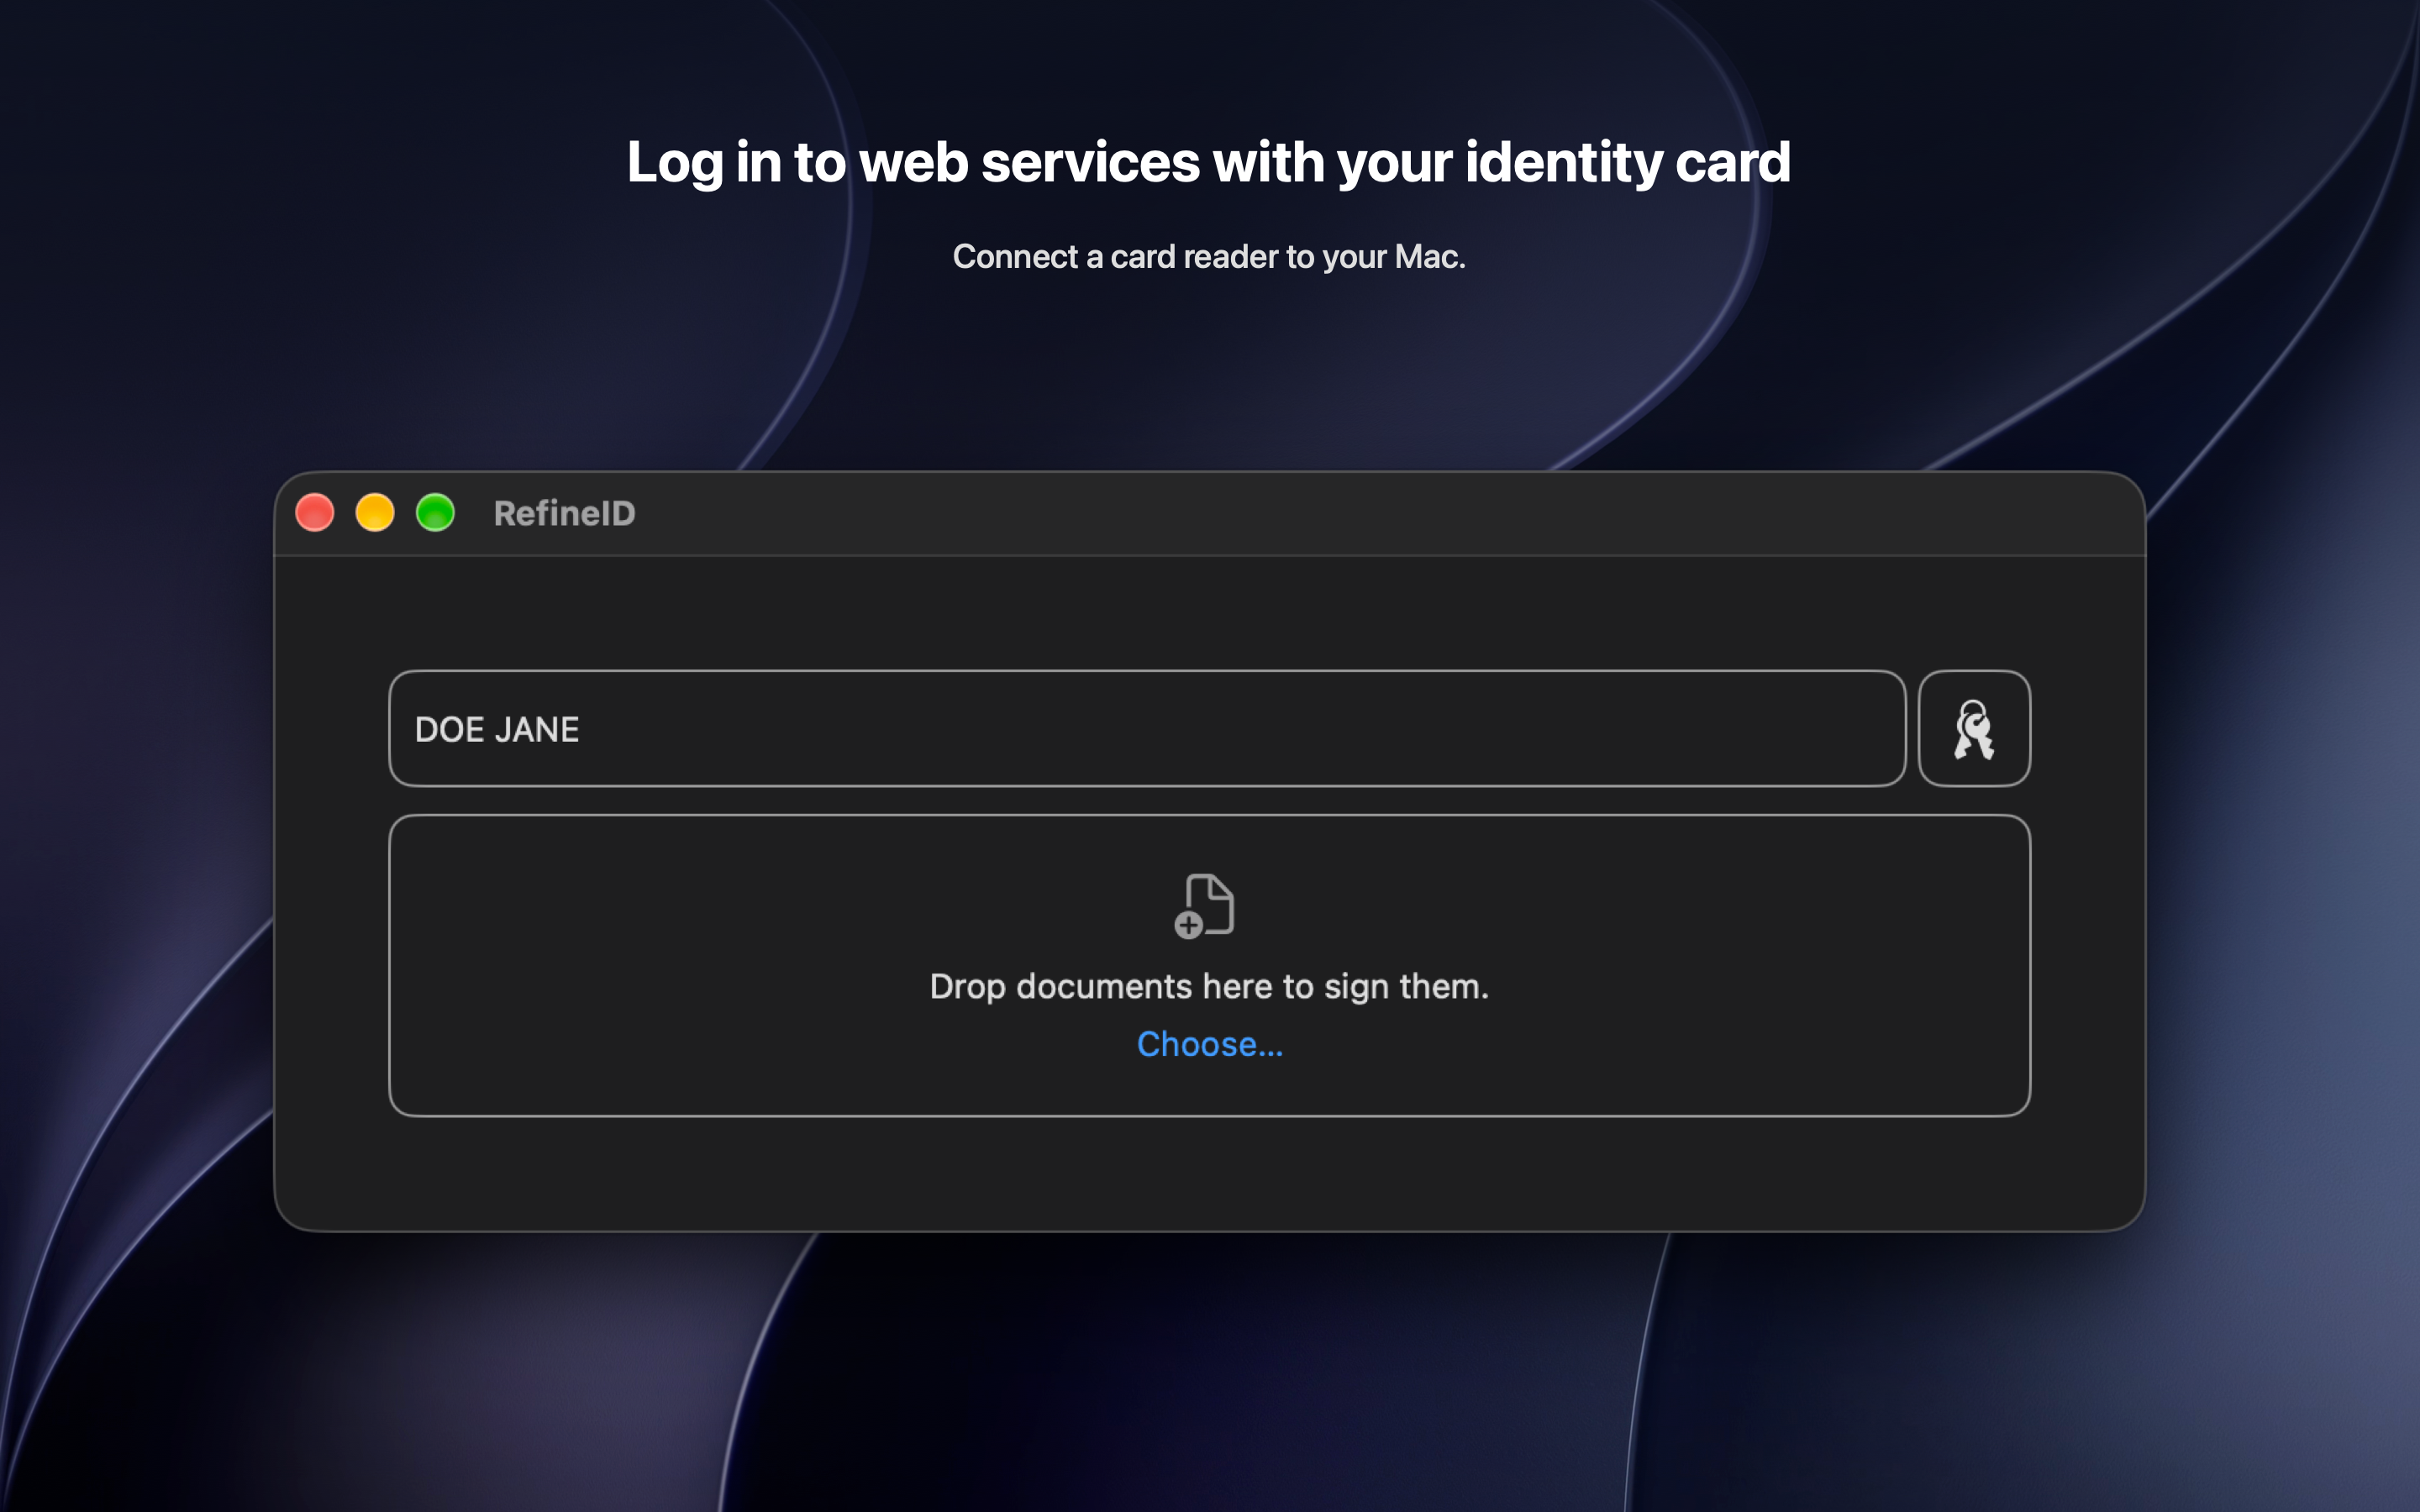 Log in to web services with your identity card
Connect a card reader to your Mac.
RefineID
DOE JANE
Drop documents here to sign them.
Choose...